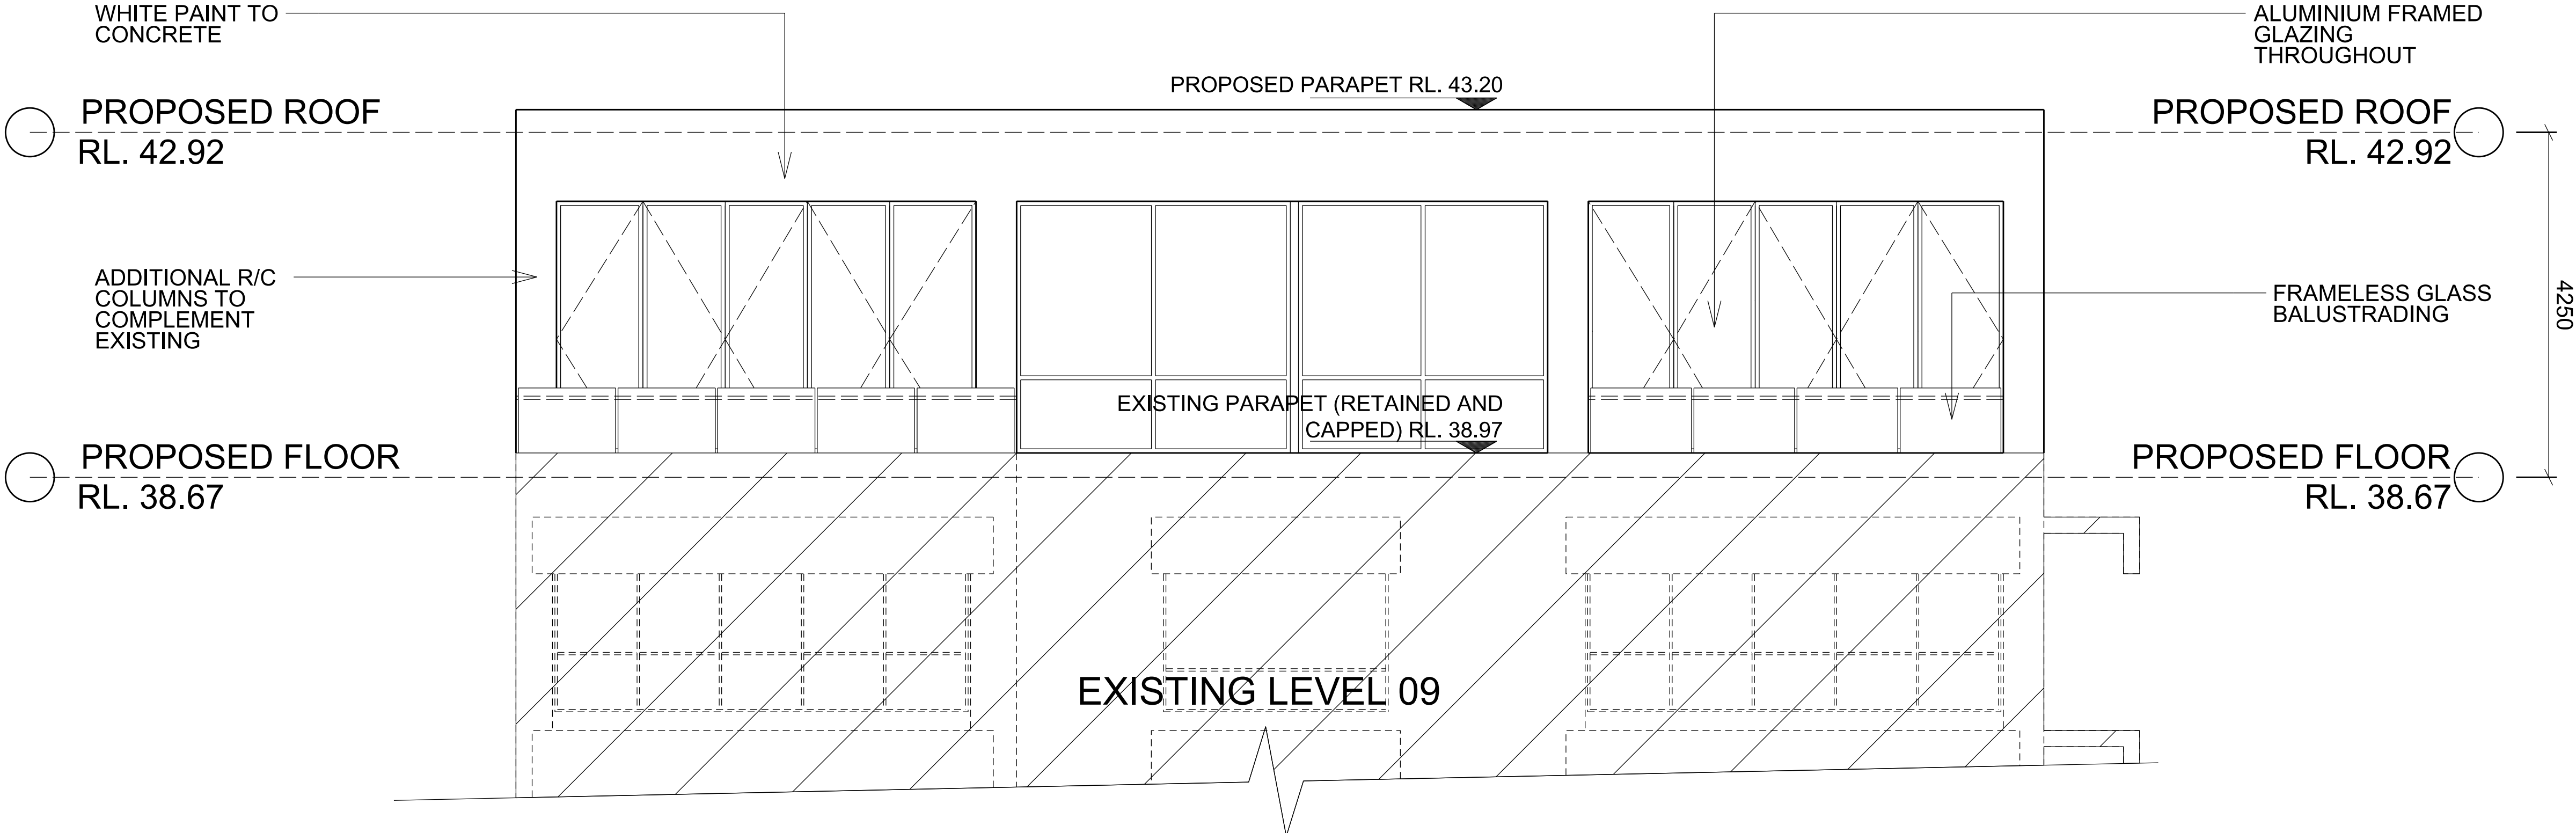 WHITE PAINT TO
CONCRETE
ALUMINIUM FRAMED
GLAZING
THROUGHOUT
PROPOSED PARAPET RL. 43.20
PROPOSED ROOF
RL. 42.92
PROPOSED ROOF
RL. 42.92
ADDITIONAL R/C
COLUMNS TO
COMPLEMENT
EXISTING
FRAMELESS GLASS
BALUSTRADING
4250
EXISTING PARAPET (RETAINED AND
CAPPED) RL. 38.97
PROPOSED FLOOR
RL. 38.67
PROPOSED FLOOR
RL. 38.67
EXISTING LEVEL 09